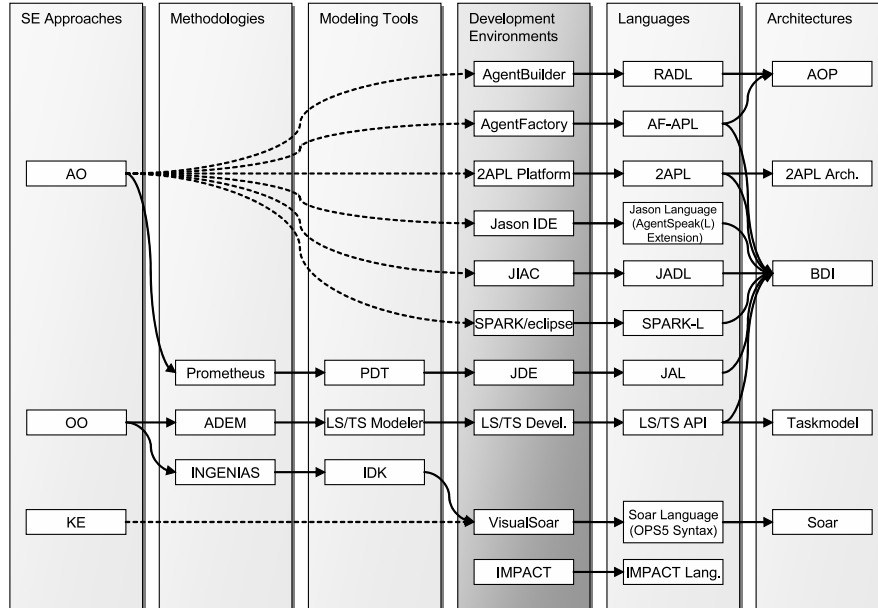 SE Approaches
Methodologies
Modeling Tools
Development
Environments
Languages
Architectures
AgentBuilder
RADL
AOP
AgentFactory
AF-APL
AO
2APL Platform
2APL
2APL Arch.
Jason IDE
Jason Language
(AgentSpeak(L)
Extension)
JIAC
JADL
BDI
SPARK/eclipse
SPARK-L
Prometheus
PDT
JDE
JAL
OO
ADEM
LS/TS Modeler
LS/TS Devel.
LS/TS API
Taskmodel
INGENIAS
IDK
KE
VisualSoar
Soar Language
(OPS5 Syntax)
Soar
IMPACT
IMPACT Lang.